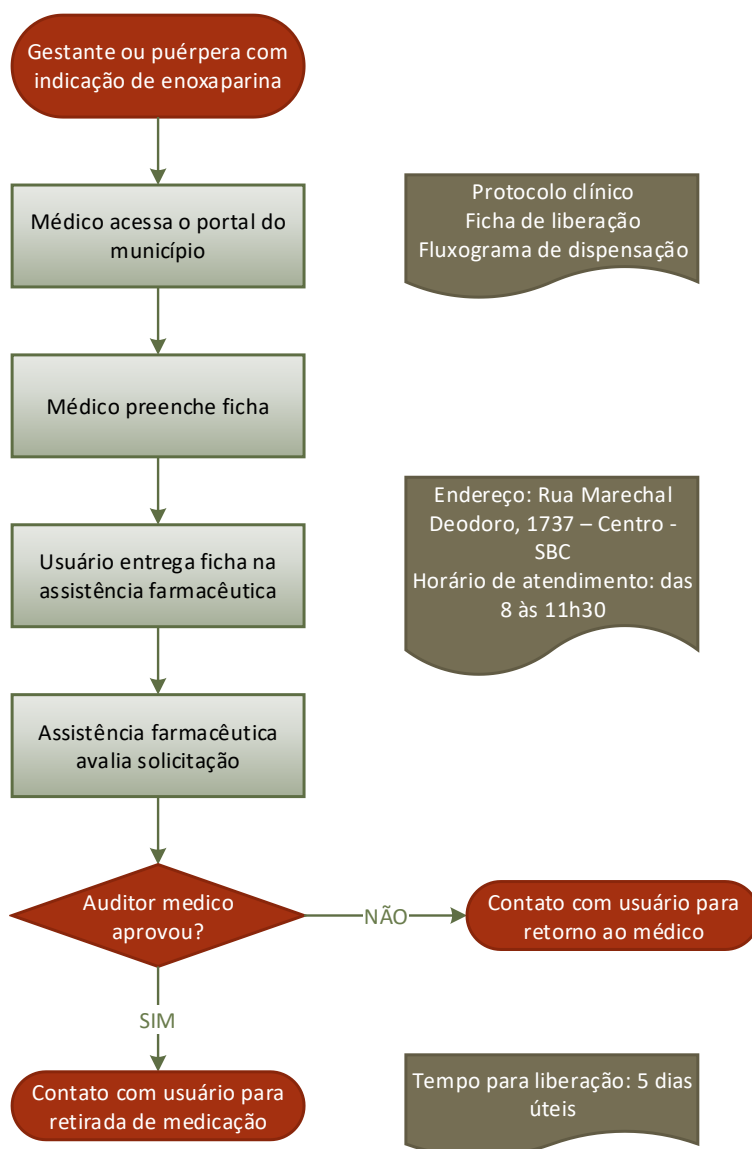 Gestante ou puérpera com
indicação de enoxaparina
Médico acessa o portal do
município
Protocolo clínico
Ficha de liberação
Fluxograma de dispensação
Médico preenche ficha
Usuário entrega ficha na
assistência farmacêutica
Endereço: Rua Marechal
Deodoro, 1737 – Centro -
SBC
Horário de atendimento: das
8 às 11h30
Assistência farmacêutica
avalia solicitação
Auditor medico
aprovou?
NÃO
Contato com usuário para
retorno ao médico
SIM
Contato com usuário para
retirada de medicação
Tempo para liberação: 5 dias
úteis